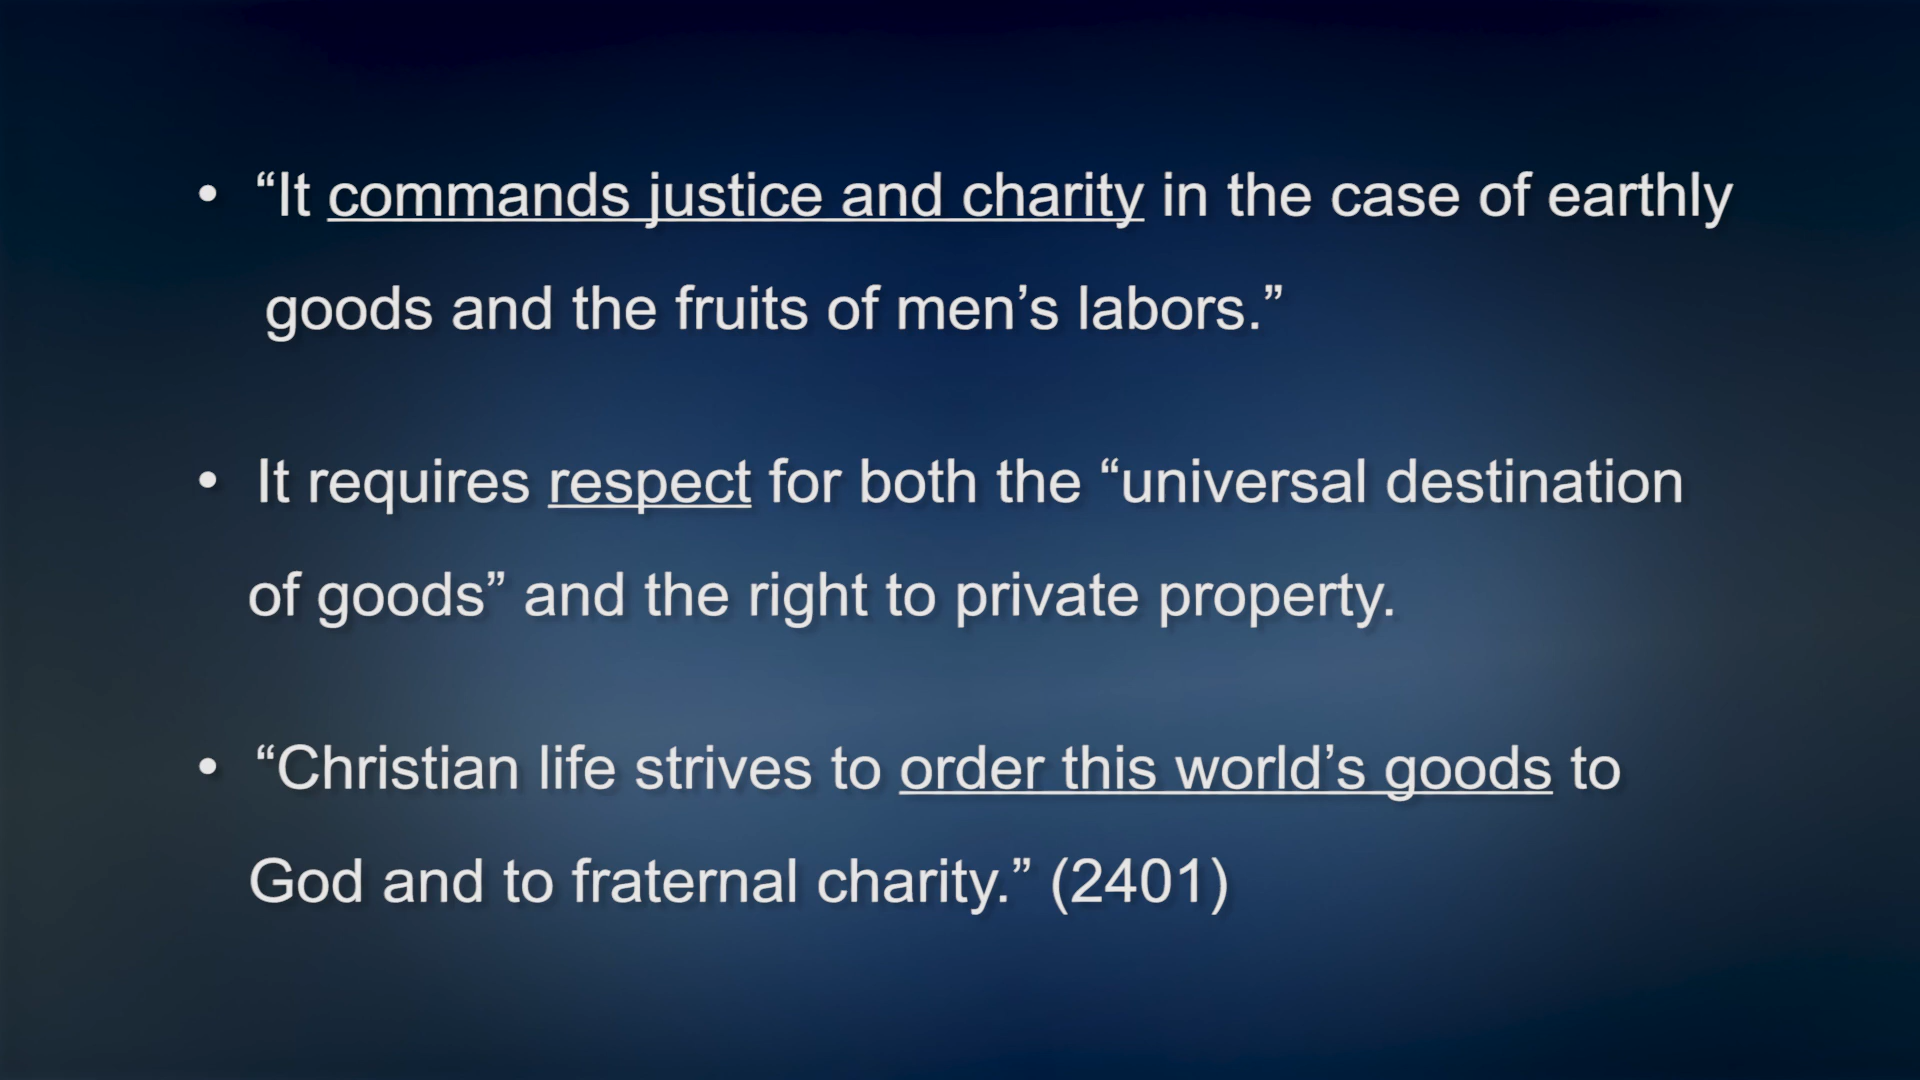 • “It commands justice and charity in the case of earthly
goods and the fruits of men’s labors.”
• It requires respect for both the “universal destination
of goods” and the right to private property.
• “Christian life strives to order this world’s goods to
God and to fraternal charity.” (2401)